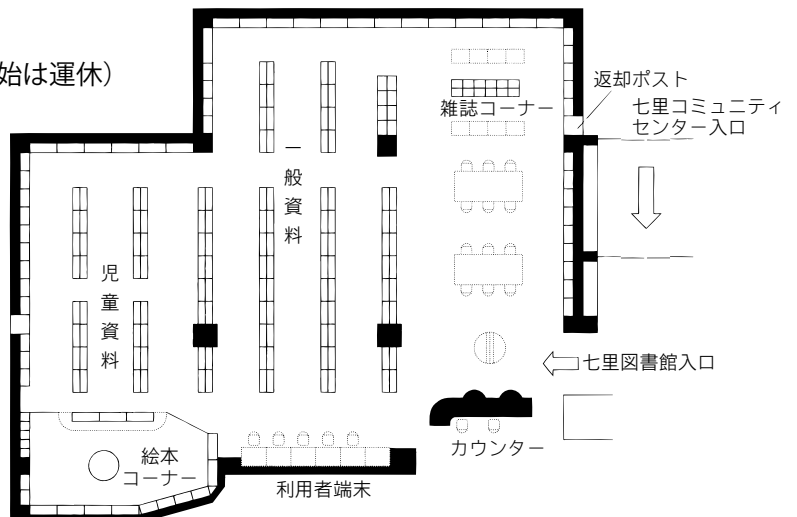 始は運休）
返却ポスト
七里コミュニティ
センター入口
雑誌コーナー
一般資料
児童資料
七里図書館入口
カウンター
絵本
コーナー
利用者端末